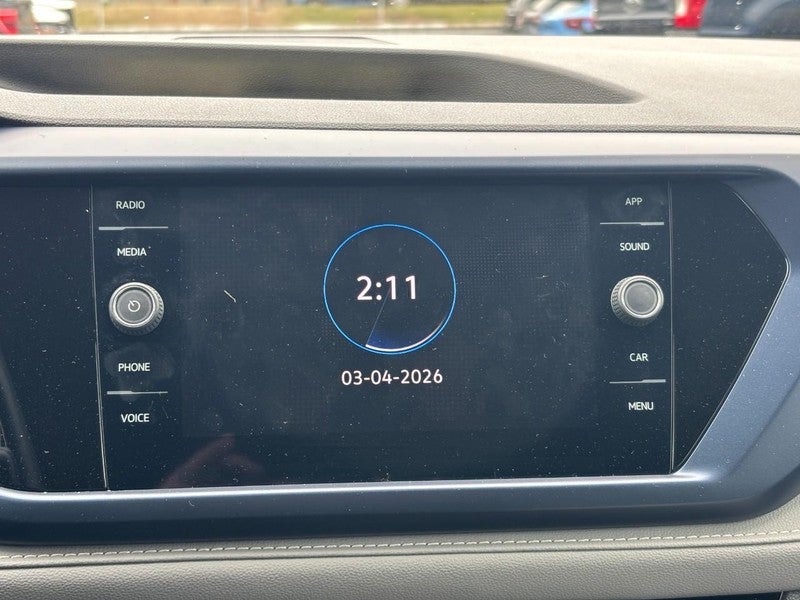 RADIO
MEDIA
PHONE
VOICE
2:11
03-04-2026
APP
SOUND
CAR
MENU